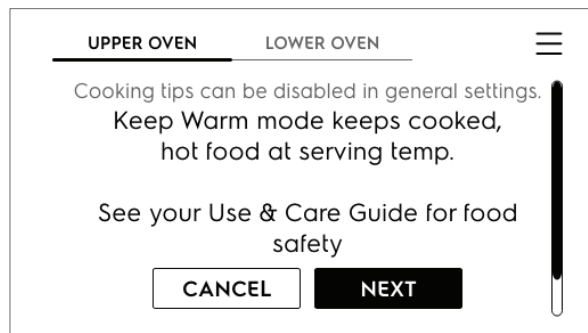 UPPER OVEN LOWER OVEN
Cooking tips can be disabled in general settings.
Keep Warm mode keeps cooked,
hot food at serving temp.
See your Use & Care Guide for food
safety
CANCEL NEXT